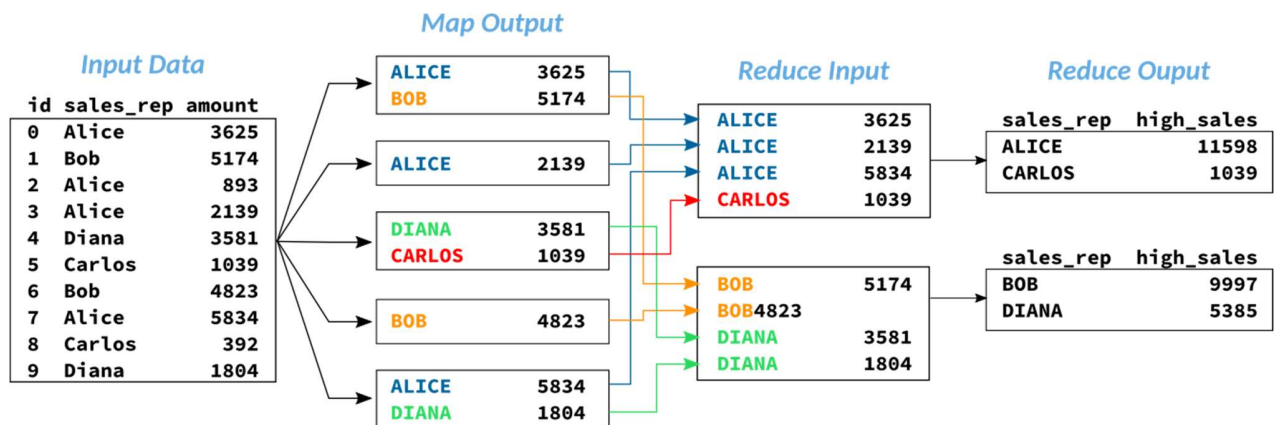 Input Data
id sales_rep amount
0 Alice 3625
1 Bob 5174
2 Alice 893
3 Alice 2139
4 Diana 3581
5 Carlos 1039
6 Bob 4823
7 Alice 5834
8 Carlos 392
9 Diana 1804
Map Output
ALICE 3625
BOB 5174
ALICE 2139
DIANA 3581
CARLOS 1039
BOB 4823
ALICE 5834
DIANA 1804
Reduce Input
ALICE 3625
ALICE 2139
ALICE 5834
CARLOS 1039
BOB 5174
BOB4823
DIANA 3581
DIANA 1804
Reduce Ouput
sales_rep high_sales
ALICE 11598
CARLOS 1039
sales_rep high_sales
BOB 9997
DIANA 5385